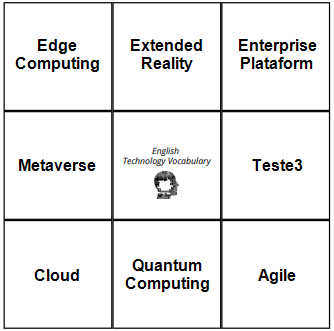 Edge
Computing
Extended
Reality
Enterprise
Plataform
Metaverse
English
Technology Vocabulary
Teste3
Cloud
Quantum
Computing
Agile